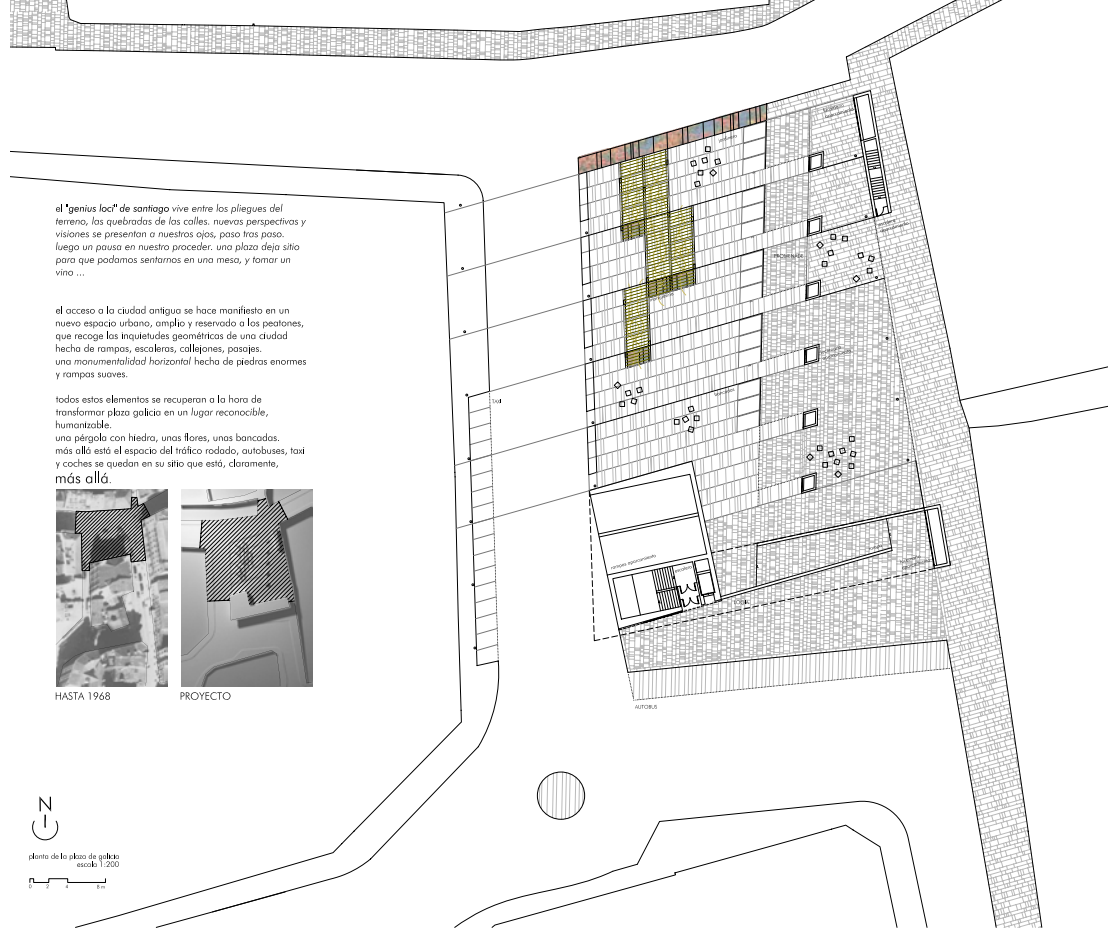 el "genius loci" de santiago vive entre los pliegues del
terreno, las quebradas de las calles. nuevas perspectivas y
visiones se presentan a nuestros ojos, paso tras paso.
luego un pausa en nuestro proceder. una plaza deja sitio
para que podamos sentarnos en una mesa, y tomar un
vino ...
el acceso a la ciudad antigua se hace manifiesto en un
nuevo espacio urbano, amplio y reservado a los peatones,
que recoge las inquietudes geométricas de una ciudad
hecha de rampas, escaleras, callejones, pasajes.
una monumentalidad horizontal hecha de piedras enormes
y rampas suaves.
todos estos elementos se recuperan a la hora de
transformar plaza galicia en un lugar reconocible,
humanizable.
una pérgola con hiedra, unas flores, unas bancadas.
más allá está el espacio del tráfico rodado, autobuses, taxi
y coches se quedan en su sitio que está, claramente,
más allá.
HASTA 1968
PROYECTO
TAXI
PROMENADE
rampas aparcamiento
AUTOBUS
N
planta de la plaza de galicia
escala 1:200
0 2 4 8 m